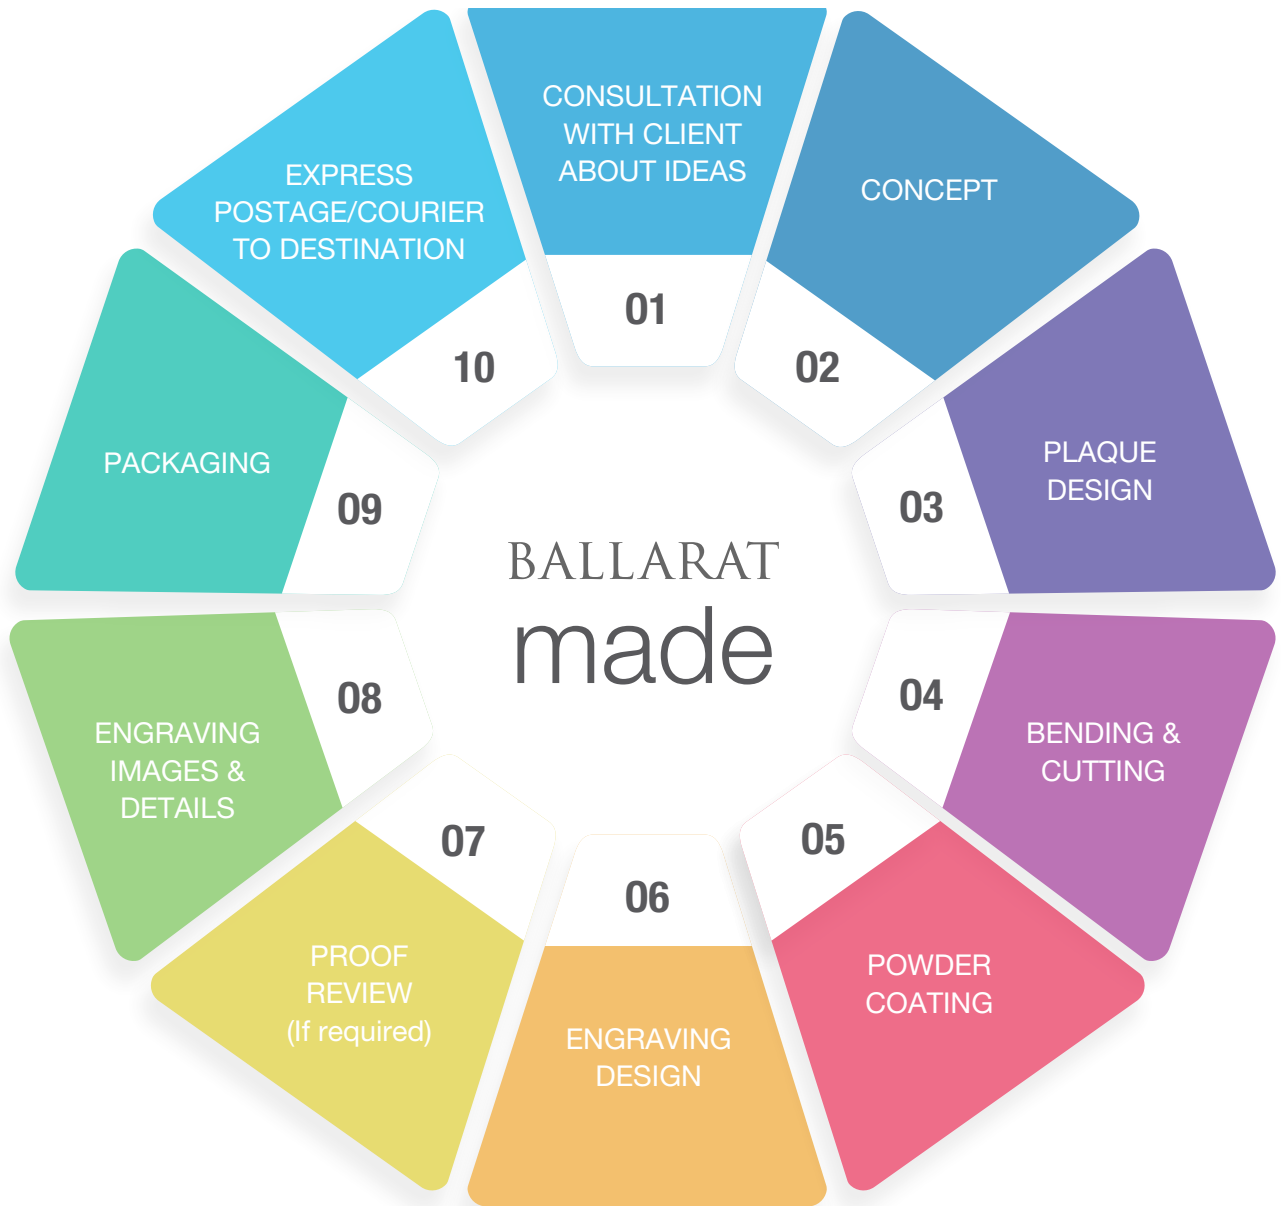 CONSULTATION
WITH CLIENT
ABOUT IDEAS
01
CONCEPT
02
PLAQUE
DESIGN
03
BENDING &
CUTTING
04
POWDER
COATING
05
ENGRAVING
DESIGN
06
PROOF
REVIEW
(If required)
07
ENGRAVING
IMAGES &
DETAILS
08
PACKAGING
09
EXPRESS
POSTAGE/COURIER
TO DESTINATION
10
BALLARAT
made